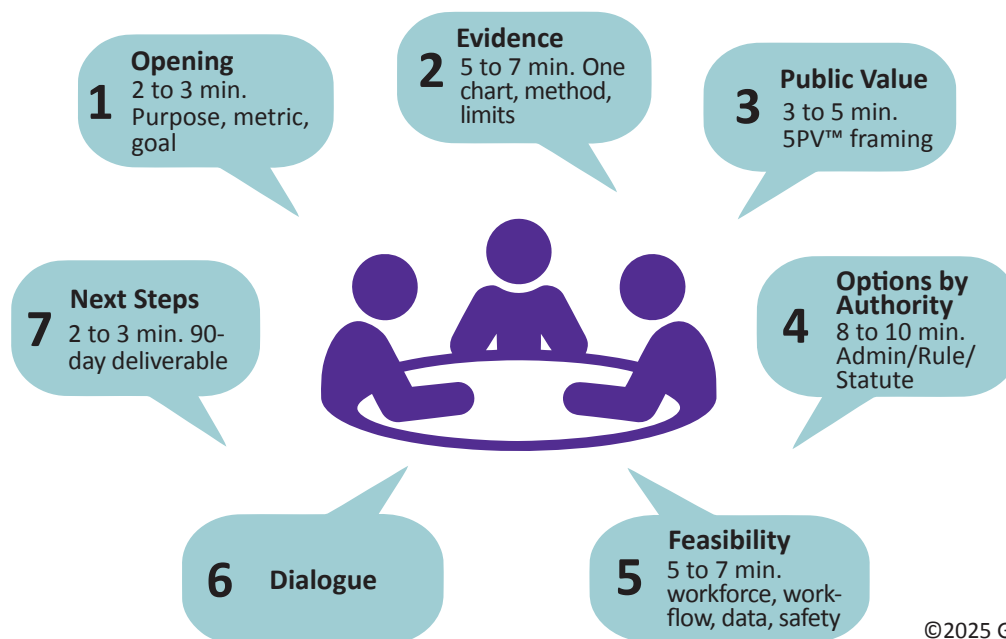 1
Opening
2 to 3 min.
Purpose, metric,
goal
2
Evidence
5 to 7 min. One
chart, method,
limits
3
Public Value
3 to 5 min.
5PV™ framing
4
Options by
Authority
8 to 10 min.
Admin/Rule/
Statute
5
Feasibility
5 to 7 min.
workforce, work-
flow, data, safety
6
Dialogue
7
Next Steps
2 to 3 min. 90-
day deliverable
©2025 G